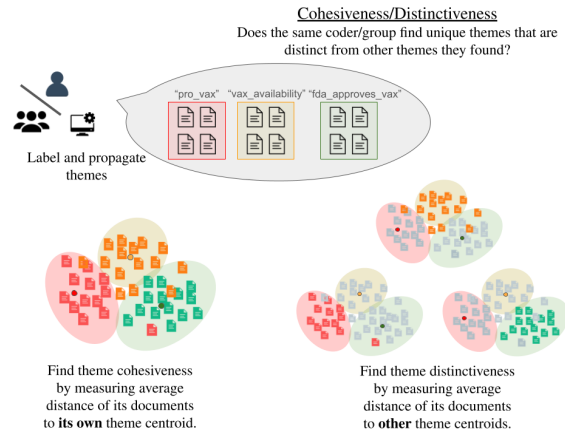 Cohesiveness/Distinctiveness
Does the same coder/group find unique themes that are
distinct from other themes they found?
“pro_vax” “vax_availability” “fda_approves_vax”
Label and propagate
themes
Find theme cohesiveness
by measuring average
distance of its documents
to its own theme centroid.
Find theme distinctiveness
by measuring average
distance of its documents
to other theme centroids.